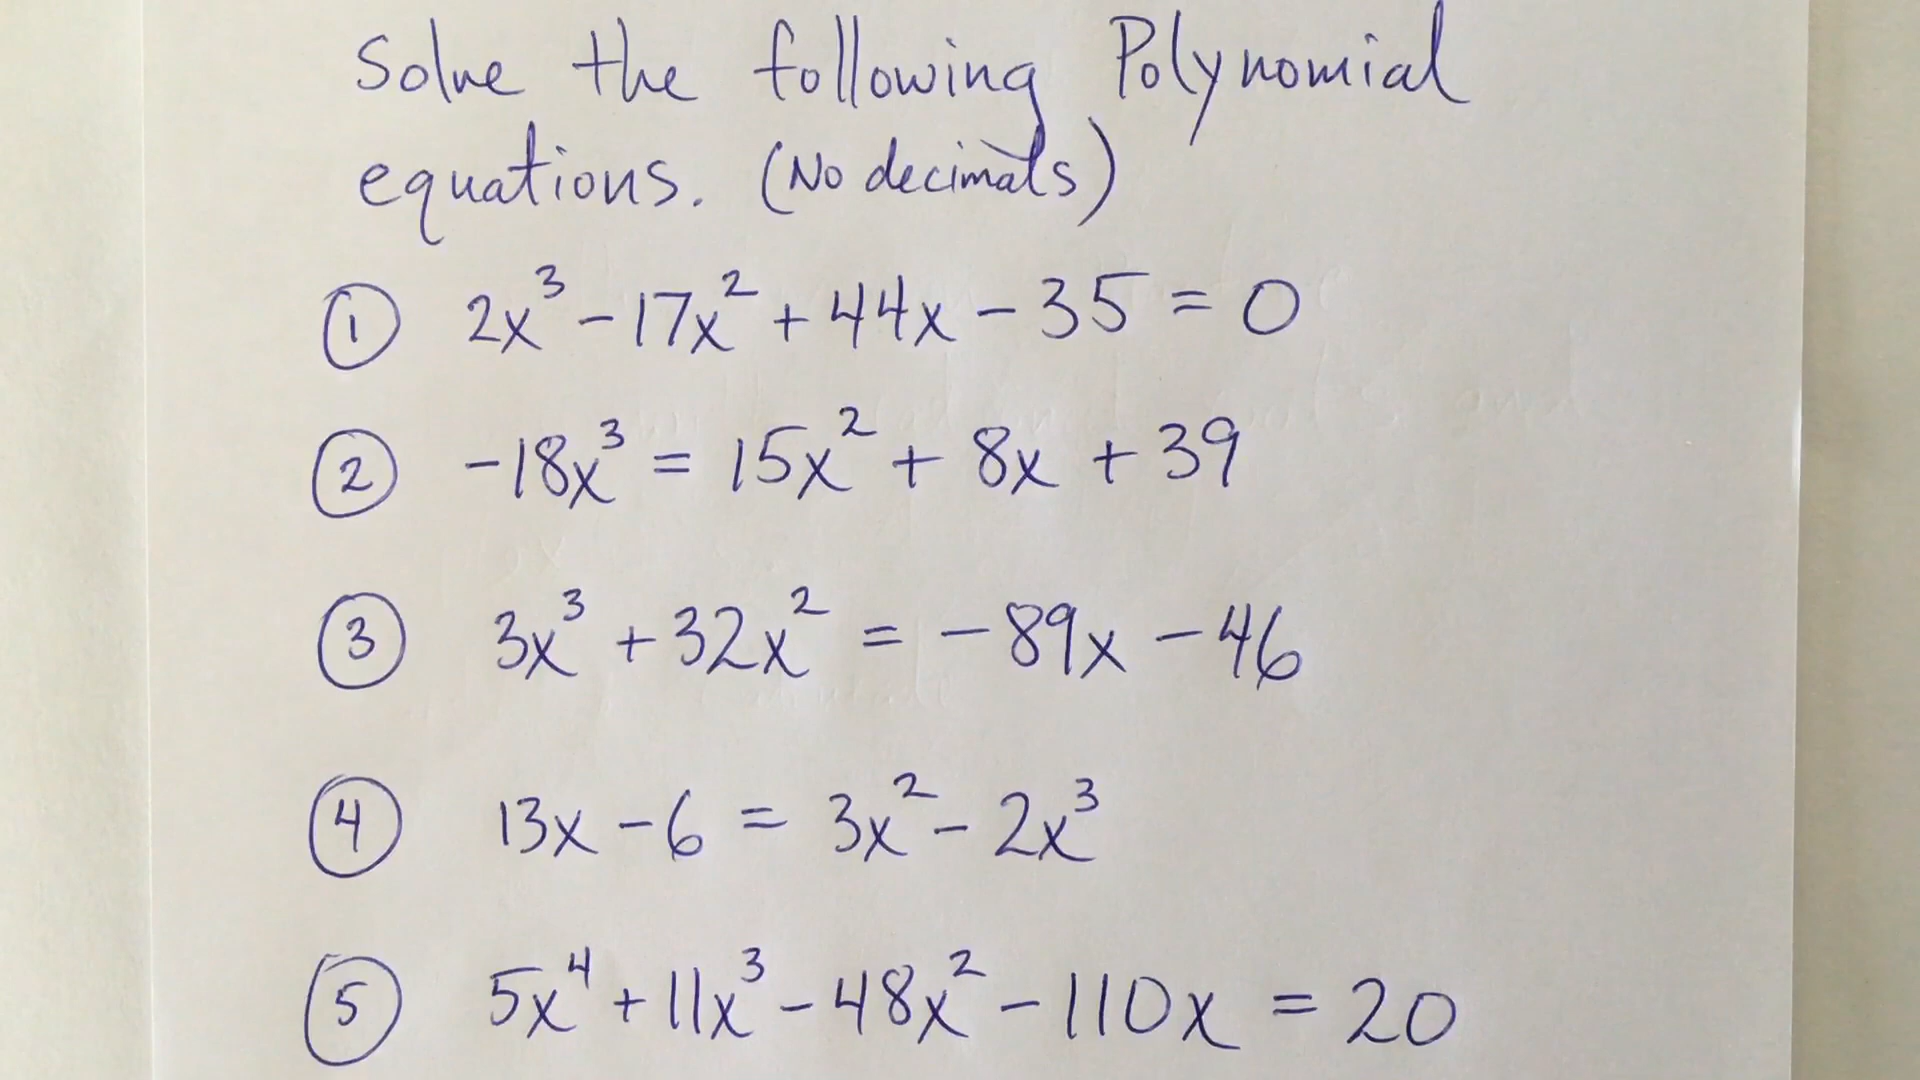 Solve the following Polynomial
equations. (No decimals)
① 2x³ - 17x² + 44x - 35 = 0
② -18x³ = 15x² + 8x + 39
③ 3x³ + 32x² = -89x - 46
④ 13x - 6 = 3x² - 2x³
⑤ 5x⁴ + 11x³ - 48x² - 110x = 20